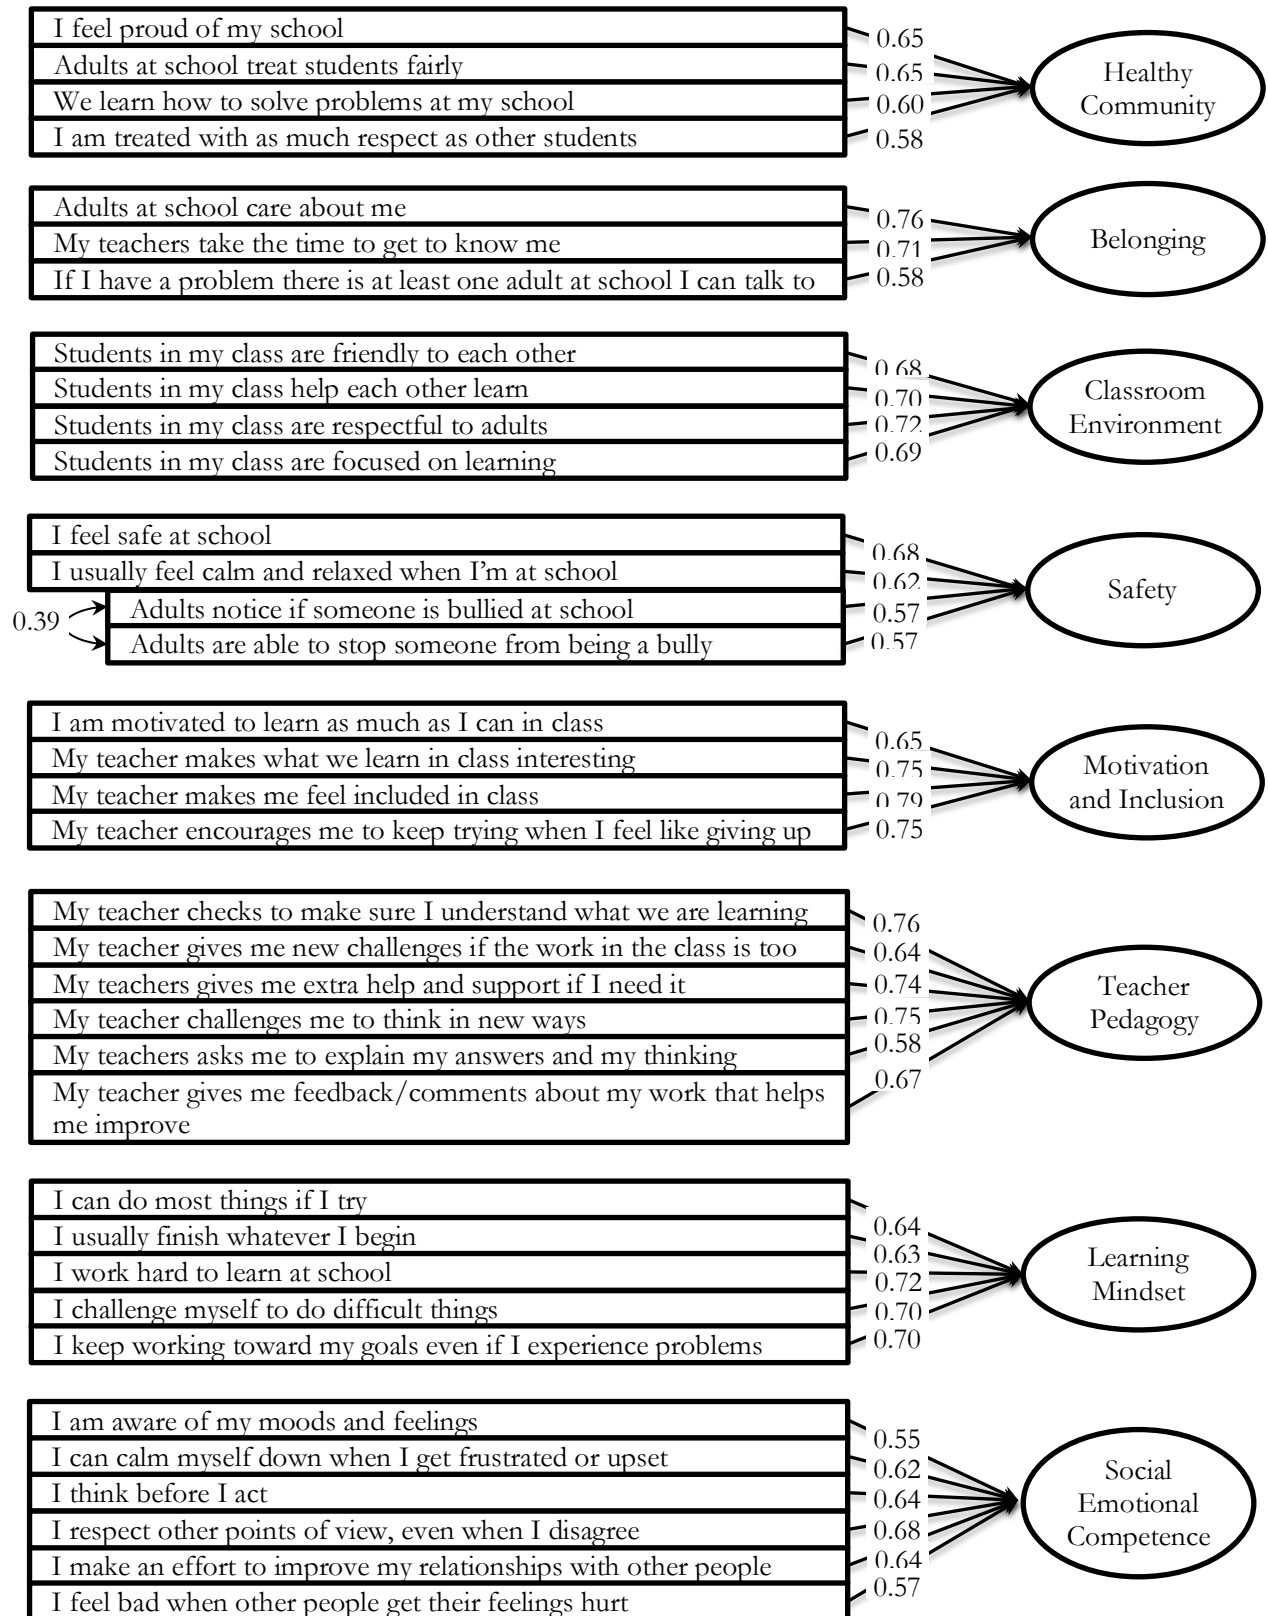 I feel proud of my school
Adults at school treat students fairly
We learn how to solve problems at my school
I am treated with as much respect as other students
0.65
0.65
0.60
0.58
Healthy
Community
Adults at school care about me
My teachers take the time to get to know me
If I have a problem there is at least one adult at school I can talk to
0.76
0.71
0.58
Belonging
Students in my class are friendly to each other
Students in my class help each other learn
Students in my class are respectful to adults
Students in my class are focused on learning
0.68
0.70
0.72
0.69
Classroom
Environment
I feel safe at school
I usually feel calm and relaxed when I'm at school
Adults notice if someone is bullied at school
Adults are able to stop someone from being a bully
0.39
0.68
0.62
0.57
0.57
Safety
I am motivated to learn as much as I can in class
My teacher makes what we learn in class interesting
My teacher makes me feel included in class
My teacher encourages me to keep trying when I feel like giving up
0.65
0.75
0.79
0.75
Motivation
and Inclusion
My teacher checks to make sure I understand what we are learning
My teacher gives me new challenges if the work in the class is too
My teachers gives me extra help and support if I need it
My teacher challenges me to think in new ways
My teachers asks me to explain my answers and my thinking
My teacher gives me feedback/comments about my work that helps
me improve
0.76
0.64
0.74
0.75
0.58
0.67
Teacher
Pedagogy
I can do most things if I try
I usually finish whatever I begin
I work hard to learn at school
I challenge myself to do difficult things
I keep working toward my goals even if I experience problems
0.64
0.63
0.72
0.70
0.70
Learning
Mindset
I am aware of my moods and feelings
I can calm myself down when I get frustrated or upset
I think before I act
I respect other points of view, even when I disagree
I make an effort to improve my relationships with other people
I feel bad when other people get their feelings hurt
0.55
0.62
0.64
0.68
0.64
0.57
Social
Emotional
Competence